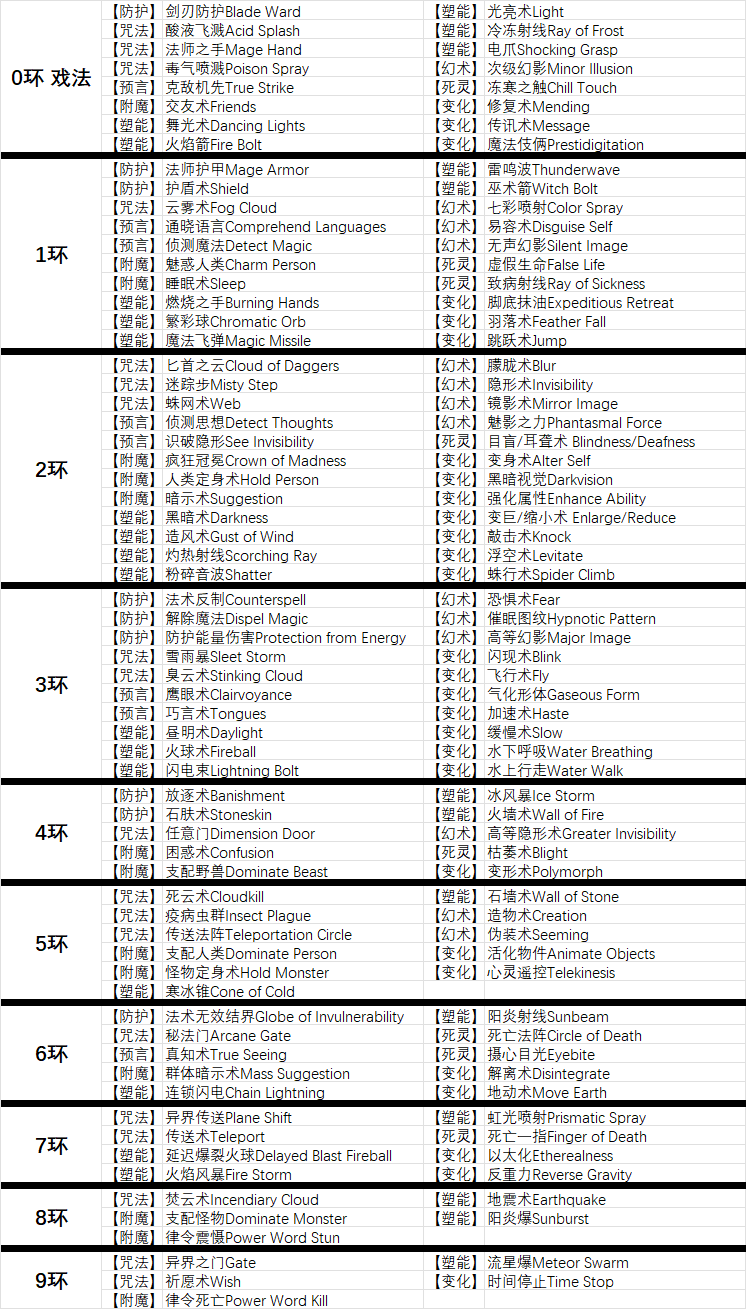 0环 戏法
【防护】 剑刃防护Blade Ward 【塑能】 光亮术Light
【咒法】 酸液飞溅Acid Splash 【塑能】 冷冻射线Ray of Frost
【咒法】 法师之手Mage Hand 【塑能】 电爪Shocking Grasp
【咒法】 毒气喷溅Poison Spray 【幻术】 次级幻影Minor Illusion
【预言】 克敌机先True Strike 【死灵】 冻寒之触Chill Touch
【附魔】 交友术Friends 【变化】 修复术Mending
【塑能】 舞光术Dancing Lights 【变化】 传讯术Message
【塑能】 火焰箭Fire Bolt 【变化】 魔法伎俩Prestidigitation
1环
【防护】 法师护甲Mage Armor 【塑能】 雷鸣波Thunderwave
【防护】 护盾术Shield 【塑能】 巫术箭Witch Bolt
【咒法】 云雾术Fog Cloud 【幻术】 七彩喷射Color Spray
【预言】 通晓语言Comprehend Languages 【幻术】 易容术Disguise Self
【预言】 侦测魔法Detect Magic 【幻术】 无声幻影Silent Image
【附魔】 魅惑人类Charm Person 【死灵】 虚假生命False Life
【附魔】 睡眠术Sleep 【死灵】 致病射线Ray of Sickness
【塑能】 燃烧之手Burning Hands 【变化】 脚底抹油Expeditious Retreat
【塑能】 繁彩球Chromatic Orb 【变化】 羽落术Feather Fall
【塑能】 魔法飞弹Magic Missile 【变化】 跳跃术Jump
2环
【咒法】 匕首之云Cloud of Daggers 【幻术】 朦胧术Blur
【咒法】 迷踪步Misty Step 【幻术】 隐形术Invisibility
【咒法】 蛛网术Web 【幻术】 镜影术Mirror Image
【预言】 侦测思想Detect Thoughts 【幻术】 魅影之力Phantasmal Force
【预言】 识破隐形See Invisibility 【死灵】 目盲/耳聋术 Blindness/Deafness
【附魔】 疯狂冠冕Crown of Madness 【变化】 变身术Alter Self
【附魔】 人类定身术Hold Person 【变化】 黑暗视觉Darkvision
【附魔】 暗示术Suggestion 【变化】 强化属性Enhance Ability
【塑能】 黑暗术Darkness 【变化】 变巨/缩小术 Enlarge/Reduce
【塑能】 造风术Gust of Wind 【变化】 敲击术Knock
【塑能】 灼热射线Scorching Ray 【变化】 浮空术Levitate
【塑能】 粉碎音波Shatter 【变化】 蛛行术Spider Climb
3环
【防护】 法术反制Counterspell 【幻术】 恐惧术Fear
【防护】 解除魔法Dispel Magic 【幻术】 催眠图纹Hypnotic Pattern
【防护】 防护能量伤害Protection from Energy 【幻术】 高等幻影Major Image
【咒法】 雪雨暴Sleet Storm 【变化】 闪现术Blink
【咒法】 臭云术Stinking Cloud 【变化】 飞行术Fly
【预言】 鹰眼术Clairvoyance 【变化】 气化形体Gaseous Form
【预言】 巧言术Tongues 【变化】 加速术Haste
【塑能】 昼明术Daylight 【变化】 缓慢术Slow
【塑能】 火球术Fireball 【变化】 水下呼吸Water Breathing
【塑能】 闪电束Lightning Bolt 【变化】 水上行走Water Walk
4环
【防护】 放逐术Banishment 【塑能】 冰风暴Ice Storm
【防护】 石肤术Stoneskin 【塑能】 火墙术Wall of Fire
【咒法】 任意门Dimension Door 【幻术】 高等隐形术Greater Invisibility
【附魔】 困惑术Confusion 【死灵】 枯萎术Blight
【附魔】 支配野兽Dominate Beast 【变化】 变形术Polymorph
5环
【咒法】 死云术Cloudkill 【塑能】 石墙术Wall of Stone
【咒法】 疫病虫群Insect Plague 【幻术】 造物术Creation
【咒法】 传送法阵Teleportation Circle 【幻术】 伪装术Seeming
【附魔】 支配人类Dominate Person 【变化】 活化物件Animate Objects
【附魔】 怪物定身术Hold Monster 【变化】 心灵遥控Telekinesis
【塑能】 寒冰锥Cone of Cold
6环
【防护】 法术无效结界Globe of Invulnerability 【塑能】 阳炎射线Sunbeam
【咒法】 秘法门Arcane Gate 【死灵】 死亡法阵Circle of Death
【预言】 真知术True Seeing 【死灵】 摄心目光Eyebite
【附魔】 群体暗示术Mass Suggestion 【变化】 解离术Disintegrate
【塑能】 连锁闪电Chain Lightning 【变化】 地动术Move Earth
7环
【咒法】 异界传送Plane Shift 【塑能】 虹光喷射Prismatic Spray
【咒法】 传送术Teleport 【死灵】 死亡一指Finger of Death
【塑能】 延迟爆裂火球Delayed Blast Fireball 【变化】 以太化Etherealness
【塑能】 火焰风暴Fire Storm 【变化】 反重力Reverse Gravity
8环
【咒法】 焚云术Incendiary Cloud 【塑能】 地震术Earthquake
【附魔】 支配怪物Dominate Monster 【塑能】 阳炎爆Sunburst
【附魔】 律令震慑Power Word Stun
9环
【咒法】 异界之门Gate 【塑能】 流星爆Meteor Swarm
【咒法】 祈愿术Wish 【变化】 时间停止Time Stop
【附魔】 律令死亡Power Word Kill